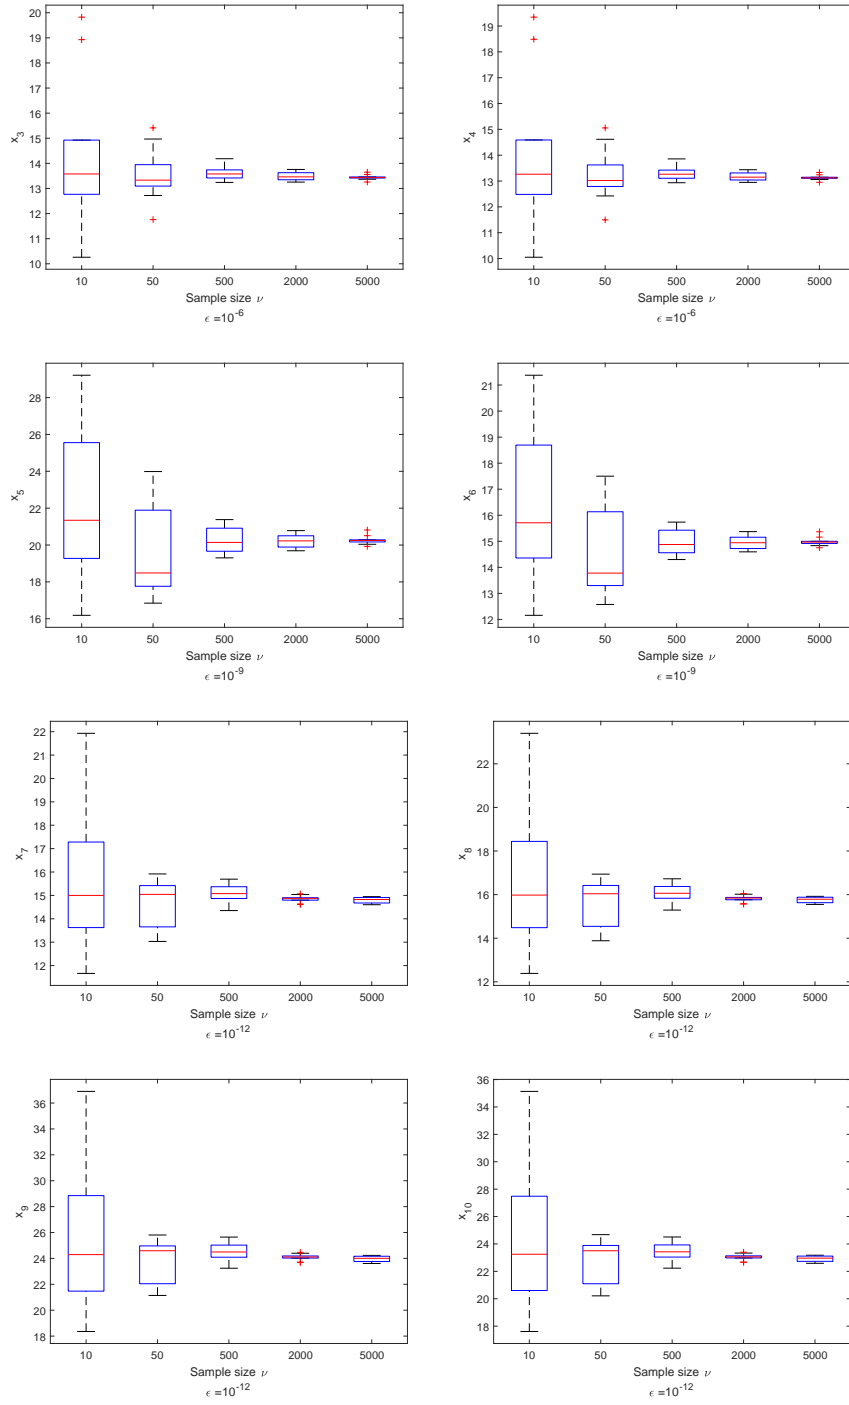 20
19
18
17
16
15
14
13
12
11
10
x3
10 50 500 2000 5000
Sample size ν
ϵ =10-6
19
18
17
16
15
14
13
12
11
10
x4
10 50 500 2000 5000
Sample size ν
ϵ =10-6
28
26
24
22
20
18
16
x5
10 50 500 2000 5000
Sample size ν
ϵ =10-9
21
20
19
18
17
16
15
14
13
12
x6
10 50 500 2000 5000
Sample size ν
ϵ =10-9
22
21
20
19
18
17
16
15
14
13
12
x7
10 50 500 2000 5000
Sample size ν
ϵ =10-12
22
20
18
16
14
12
x8
10 50 500 2000 5000
Sample size ν
ϵ =10-12
36
34
32
30
28
26
24
22
20
18
x9
10 50 500 2000 5000
Sample size ν
ϵ =10-12
36
34
32
30
28
26
24
22
20
18
x10
10 50 500 2000 5000
Sample size ν
ϵ =10-12